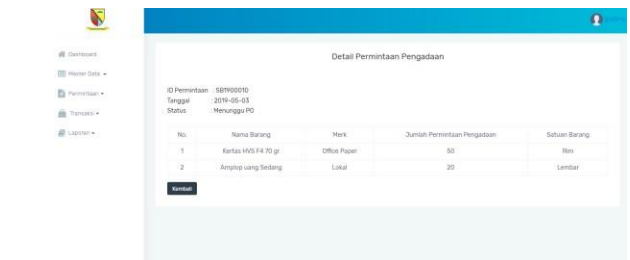 Dashboard
Master Data
Permintaan
Transaksi
Laporan
Detail Permintaan Pengadaan
ID Permintaan : SB1900010
Tanggal : 2019-05-03
Status : Menunggu PO
No. Nama Barang Merk Jumlah Permintaan Pengadaan Satuan Barang
1 Kertas HVS F4 70 gr Office Paper 50 Rim
2 Amplop uang Sedang Lokal 20 Lembar
Kembali